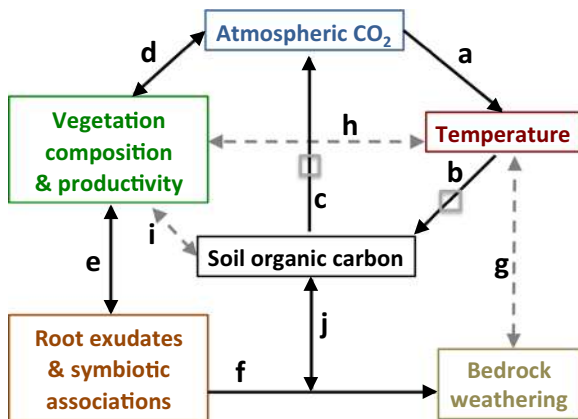 Atmospheric CO₂
d
a
Vegetation
composition
& productivity
h
Temperature
b
c
i
Soil organic carbon
e
g
j
Root exudates
& symbiotic
associations
f
Bedrock
weathering